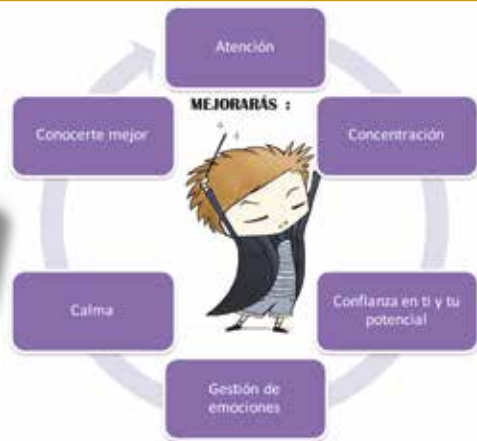 Atención
MEJORARÁS :
Conocerte mejor
Concentración
Calma
Confianza en ti y tu
potencial
Gestión de
emociones